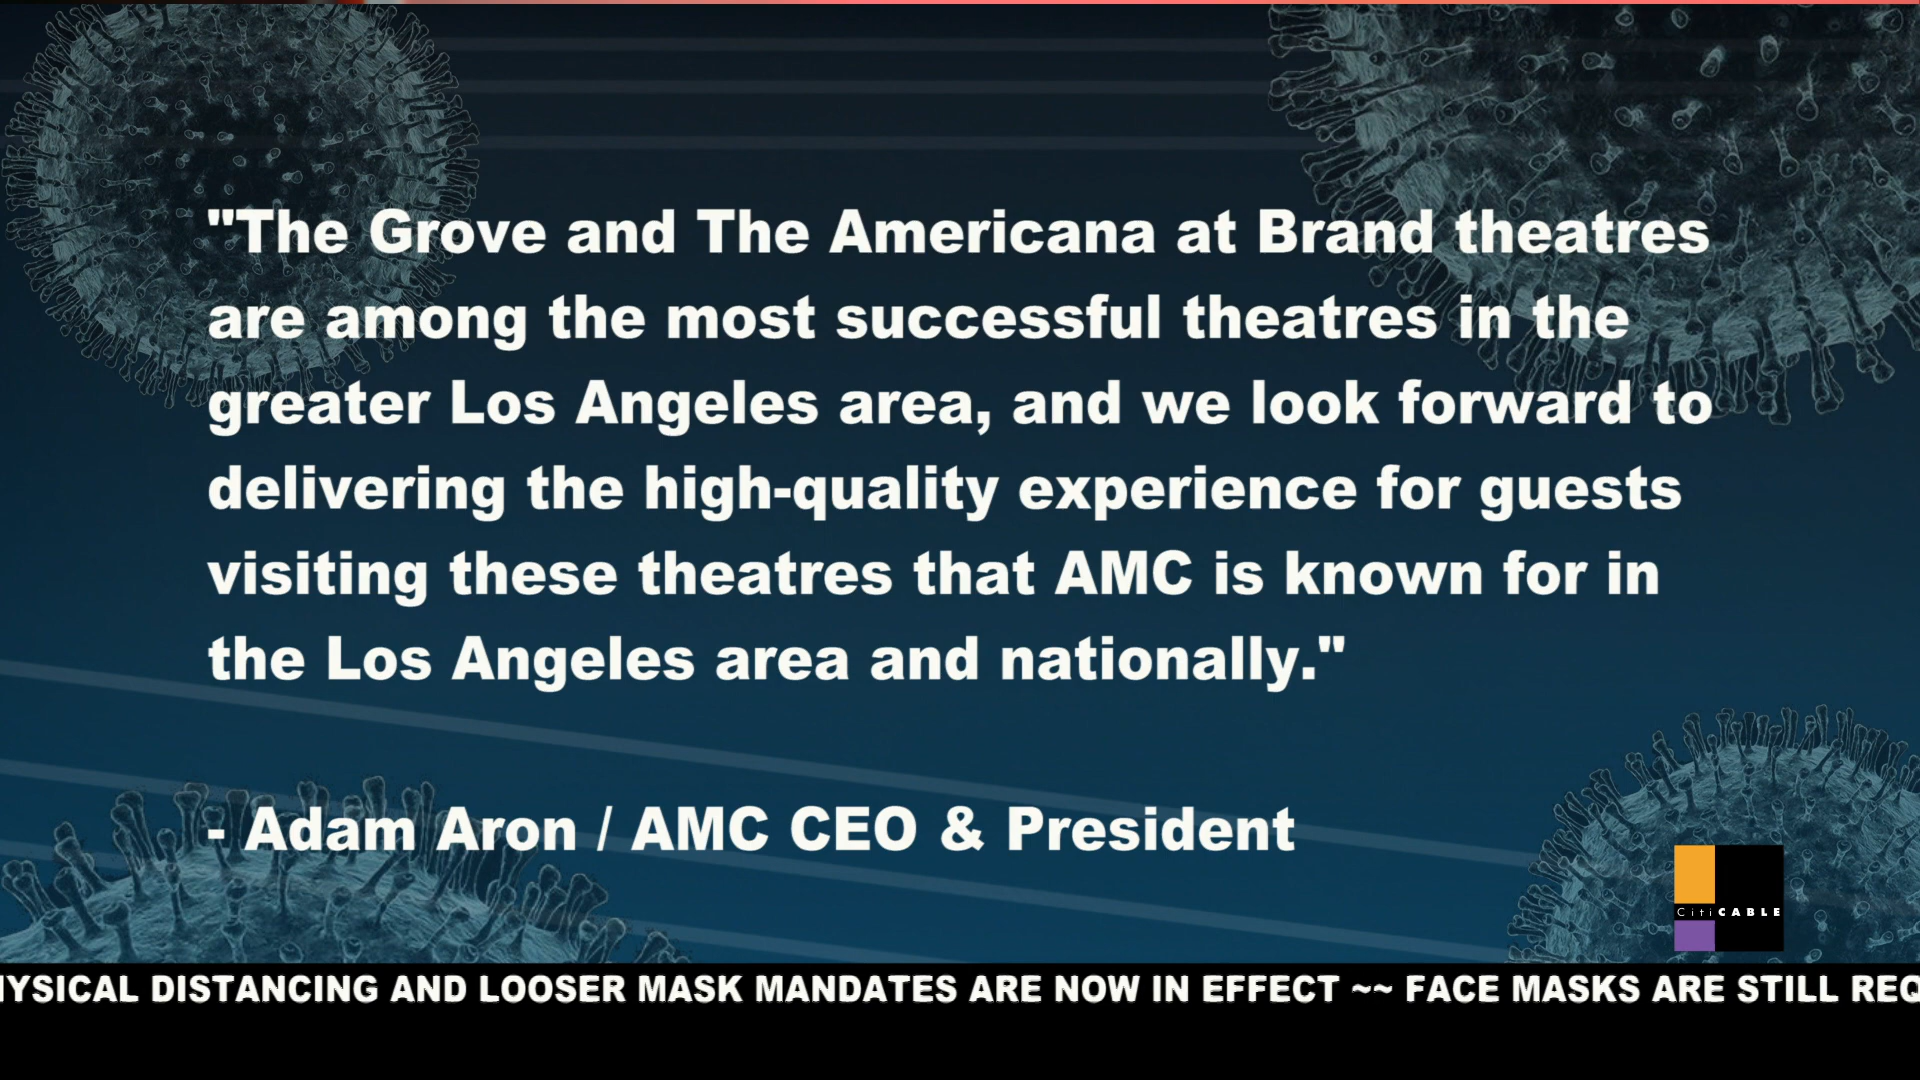 "The Grove and The Americana at Brand theatres
are among the most successful theatres in the
greater Los Angeles area, and we look forward to
delivering the high-quality experience for guests
visiting these theatres that AMC is known for in
the Los Angeles area and nationally."
- Adam Aron / AMC CEO & President
CitiCABLE
HYSICAL DISTANCING AND LOOSER MASK MANDATES ARE NOW IN EFFECT ~~ FACE MASKS ARE STILL REQ